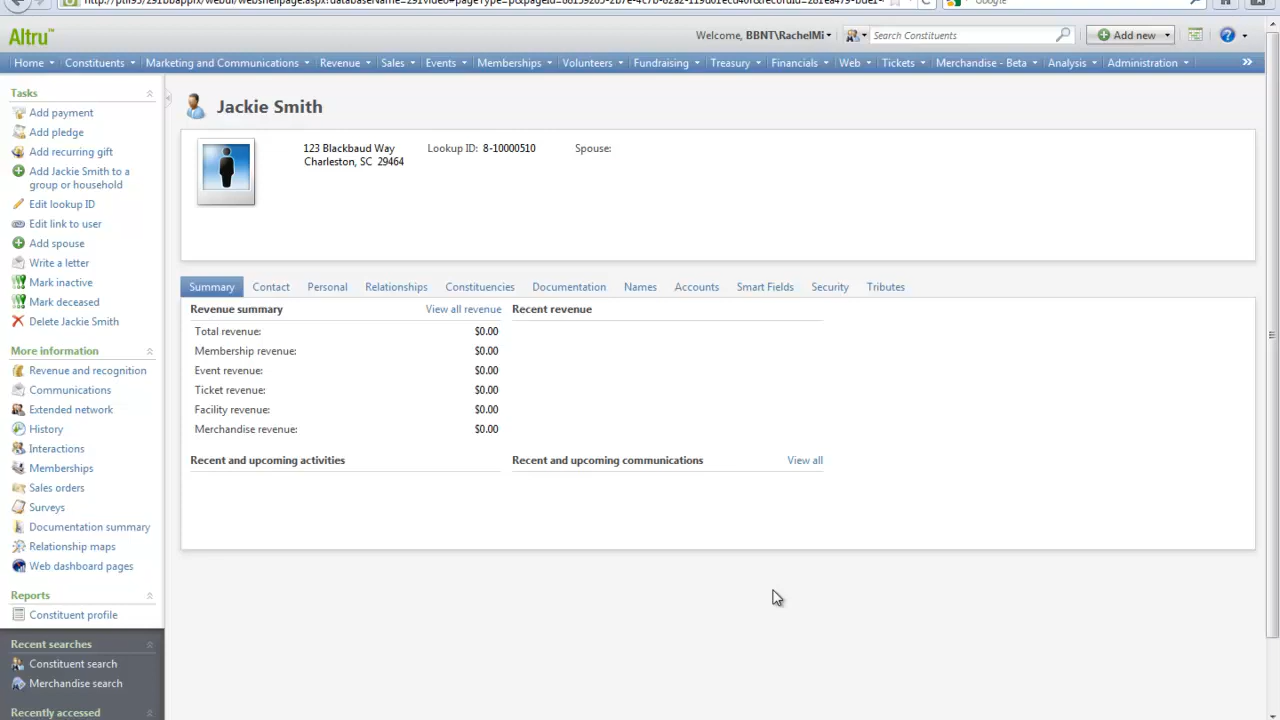 Altru
Welcome, BBNT\RachelMi
Search Constituents
Add new
Home
Constituents
Marketing and Communications
Revenue
Sales
Events
Memberships
Volunteers
Fundraising
Treasury
Financials
Web
Tickets
Merchandise - Beta
Analysis
Administration
»
Tasks
Add payment
Add pledge
Add recurring gift
Add Jackie Smith to a
group or household
Edit lookup ID
Edit link to user
Add spouse
Write a letter
Mark inactive
Mark deceased
Delete Jackie Smith
More information
Revenue and recognition
Communications
Extended network
History
Interactions
Memberships
Sales orders
Surveys
Documentation summary
Relationship maps
Web dashboard pages
Reports
Constituent profile
Recent searches
Constituent search
Merchandise search
Recently accessed
Jackie Smith
123 Blackbaud Way
Charleston, SC 29464
Lookup ID: 8-10000510
Spouse:
Summary
Contact
Personal
Relationships
Constituencies
Documentation
Names
Accounts
Smart Fields
Security
Tributes
Revenue summary
View all revenue
Total revenue: $0.00
Membership revenue: $0.00
Event revenue: $0.00
Ticket revenue: $0.00
Facility revenue: $0.00
Merchandise revenue: $0.00
Recent revenue
Recent and upcoming activities
Recent and upcoming communications
View all